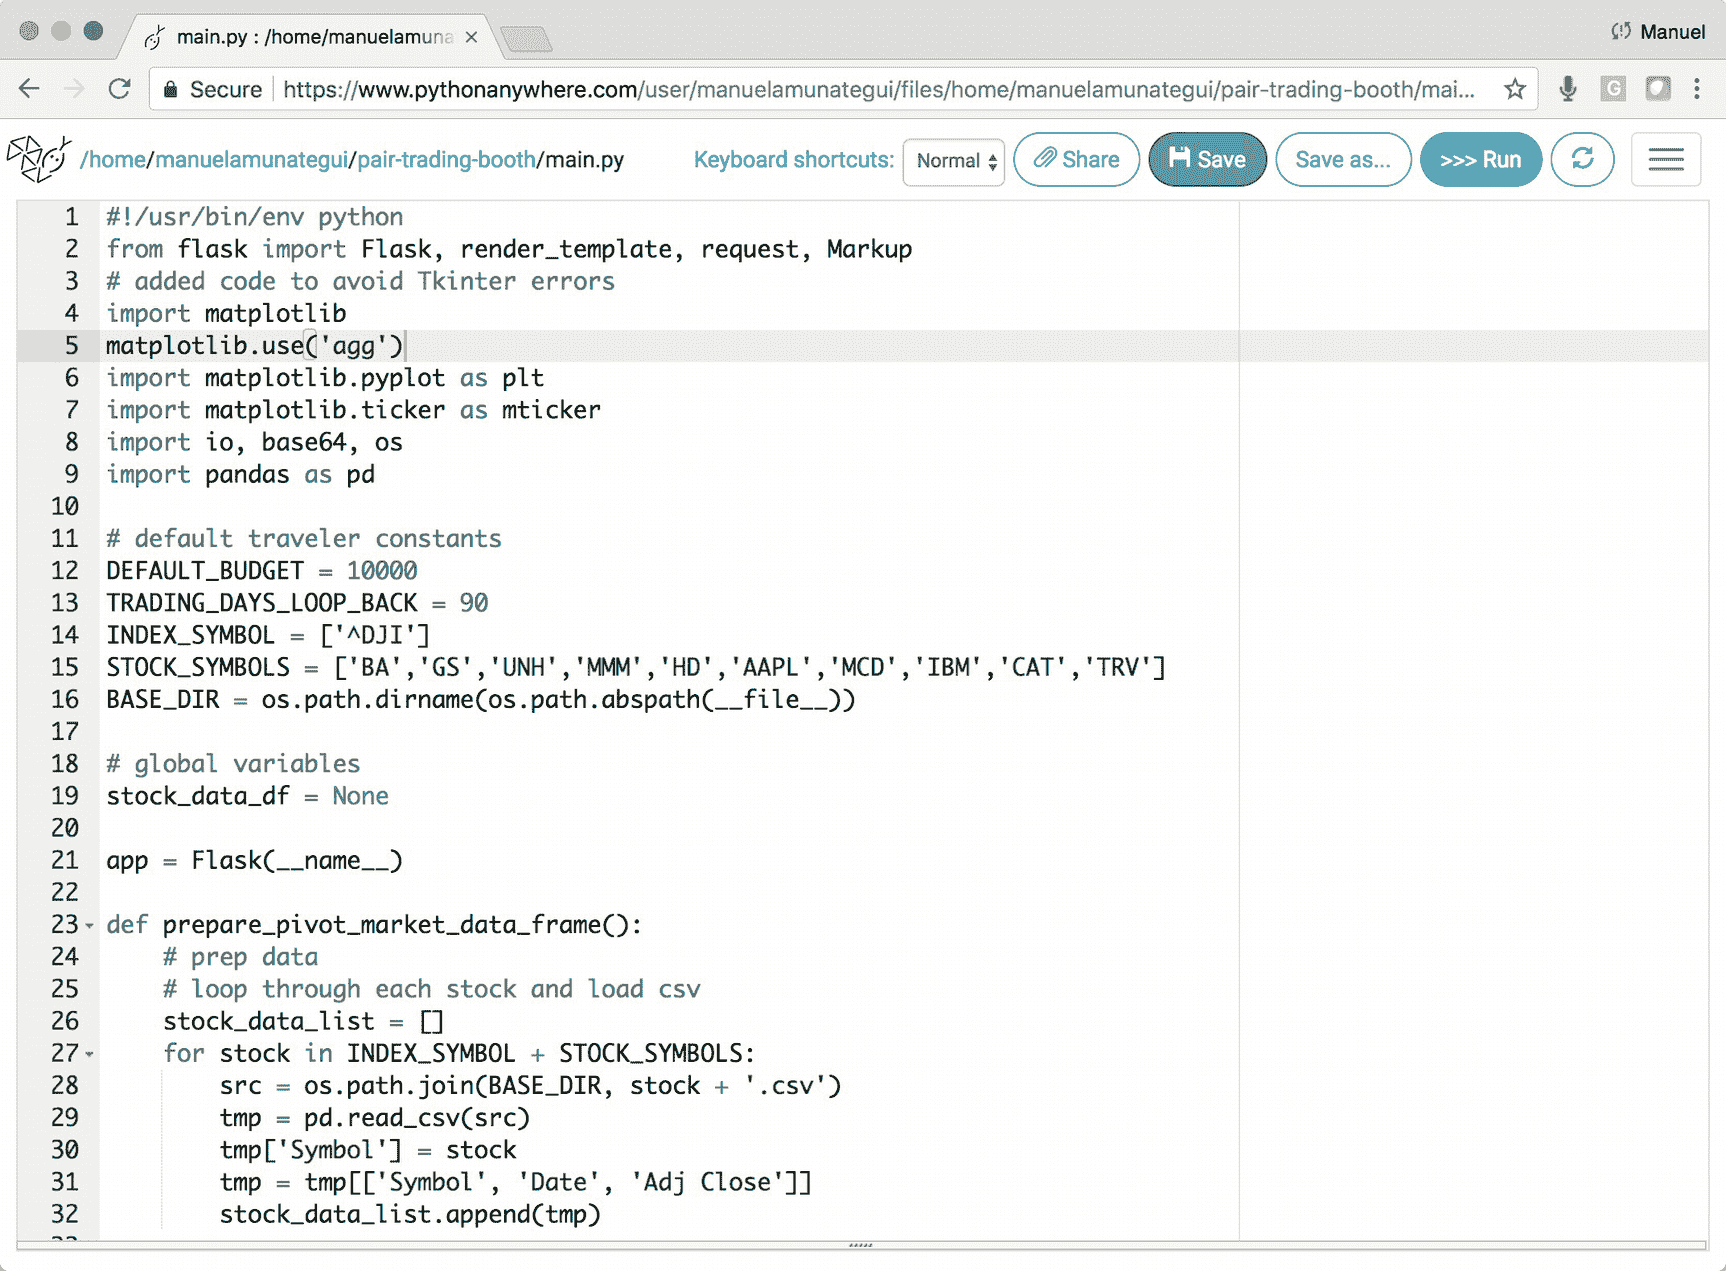 main.py : /home/manuelamuna
Manuel
Secure https://www.pythonanywhere.com/user/manuelamunategui/files/home/manuelamunategui/pair-trading-booth/mai...
G
/home/manuelamunategui/pair-trading-booth/main.py Keyboard shortcuts: Normal Share Save Save as... >>> Run
1 #!/usr/bin/env python
2 from flask import Flask, render_template, request, Markup
3 # added code to avoid Tkinter errors
4 import matplotlib
5 matplotlib.use('agg')
6 import matplotlib.pyplot as plt
7 import matplotlib.ticker as mticker
8 import io, base64, os
9 import pandas as pd
10
11 # default traveler constants
12 DEFAULT_BUDGET = 10000
13 TRADING_DAYS_LOOP_BACK = 90
14 INDEX_SYMBOL = ['^DJI']
15 STOCK_SYMBOLS = ['BA','GS','UNH','MMM','HD','AAPL','MCD','IBM','CAT','TRV']
16 BASE_DIR = os.path.dirname(os.path.abspath(__file__))
17
18 # global variables
19 stock_data_df = None
20
21 app = Flask(__name__)
22
23 def prepare_pivot_market_data_frame():
24     # prep data
25     # loop through each stock and load csv
26     stock_data_list = []
27     for stock in INDEX_SYMBOL + STOCK_SYMBOLS:
28         src = os.path.join(BASE_DIR, stock + '.csv')
29         tmp = pd.read_csv(src)
30         tmp['Symbol'] = stock
31         tmp = tmp[['Symbol', 'Date', 'Adj Close']]
32         stock_data_list.append(tmp)